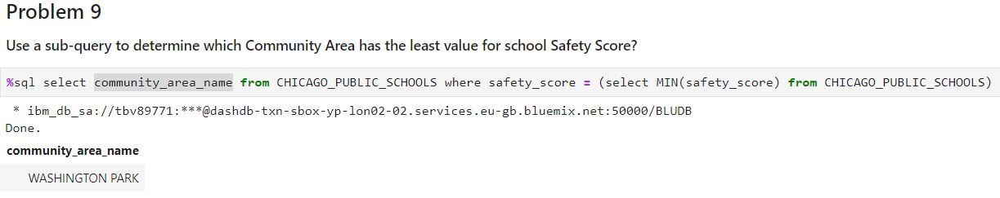 Problem 9
Use a sub-query to determine which Community Area has the least value for school Safety Score?
%sql select community_area_name from CHICAGO_PUBLIC_SCHOOLS where safety_score = (select MIN(safety_score) from CHICAGO_PUBLIC_SCHOOLS)
* ibm_db_sa://tbv89771:***@dashdb-txn-sbox-yp-lon02-02.services.eu-gb.bluemix.net:50000/BLUDB
Done.
community_area_name
WASHINGTON PARK